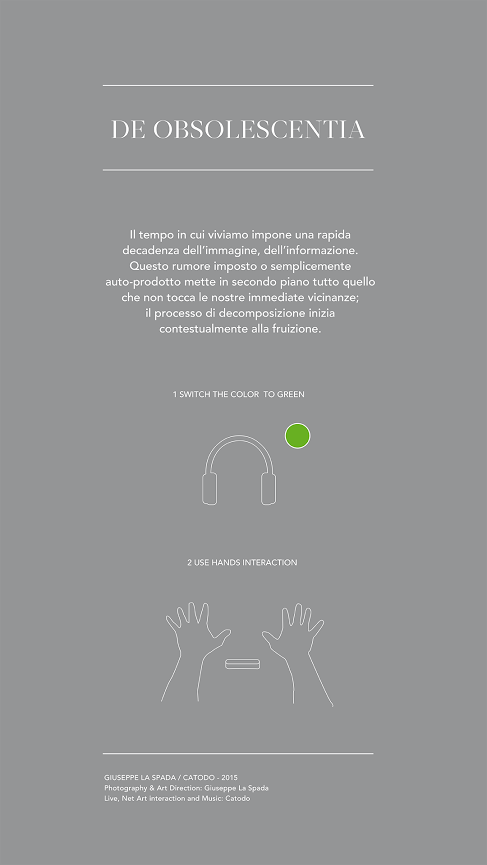 DE OBSOLESCENTIA
Il tempo in cui viviamo impone una rapida
decadenza dell'immagine, dell'informazione.
Questo rumore imposto o semplicemente
auto-prodotto mette in secondo piano tutto quello
che non tocca le nostre immediate vicinanze;
il processo di decomposizione inizia
contestualmente alla fruizione.
1 SWITCH THE COLOR  TO GREEN
2 USE HANDS INTERACTION
GIUSEPPE LA SPADA / CATODO - 2015
Photography & Art Direction: Giuseppe La Spada
Live, Net Art Interaction and Music: Catodo